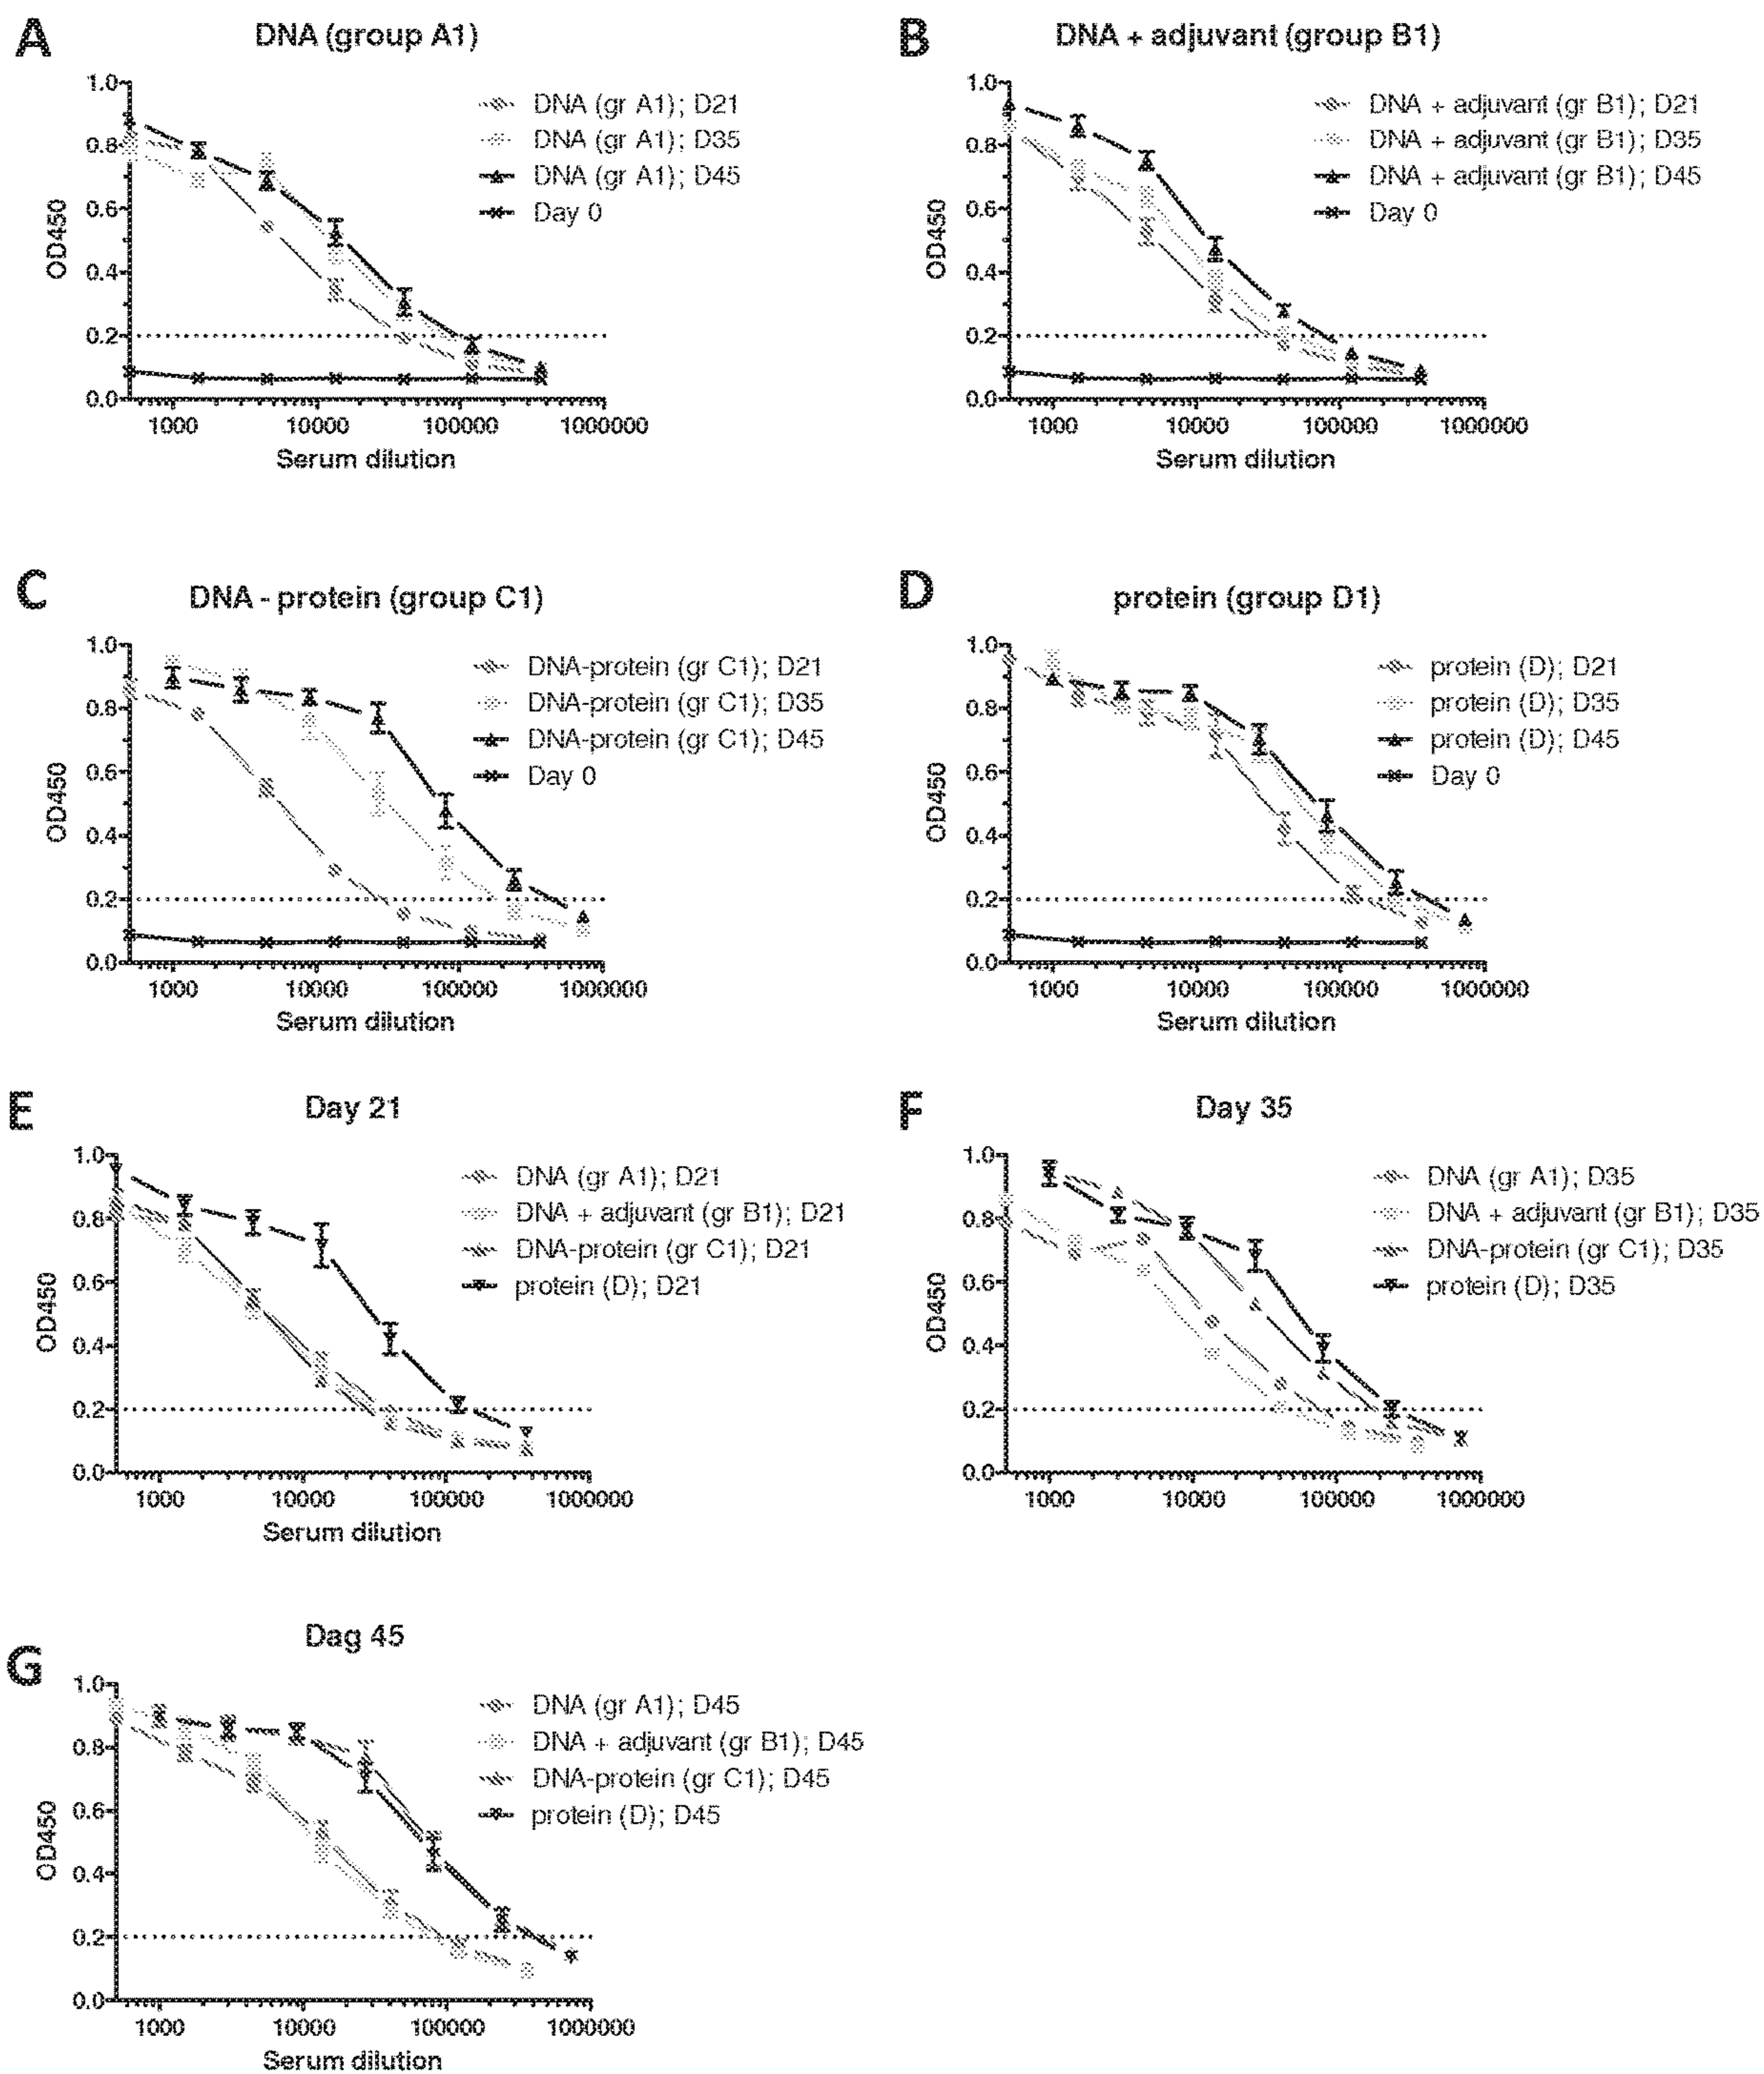 A
DNA (group A1)
1.0
0.8
0.6
0.4
0.2
0.0
OD450
DNA (gr A1); D21
DNA (gr A1); D35
DNA (gr A1); D45
Day 0
1000 10000 100000 1000000
Serum dilution
B
DNA + adjuvant (group B1)
1.0
0.8
0.6
0.4
0.2
0.0
OD450
DNA + adjuvant (gr B1); D21
DNA + adjuvant (gr B1); D35
DNA + adjuvant (gr B1); D45
Day 0
1000 10000 100000 1000000
Serum dilution
C
DNA - protein (group C1)
1.0
0.8
0.6
0.4
0.2
0.0
OD450
DNA-protein (gr C1); D21
DNA-protein (gr C1); D35
DNA-protein (gr C1); D45
Day 0
1000 10000 100000 1000000
Serum dilution
D
protein (group D1)
1.0
0.8
0.6
0.4
0.2
0.0
OD450
protein (D); D21
protein (D); D35
protein (D); D45
Day 0
1000 10000 100000 1000000
Serum dilution
E
Day 21
1.0
0.8
0.6
0.4
0.2
0.0
OD450
DNA (gr A1); D21
DNA + adjuvant (gr B1); D21
DNA-protein (gr C1); D21
protein (D); D21
1000 10000 100000 1000000
Serum dilution
F
Day 35
1.0
0.8
0.6
0.4
0.2
0.0
OD450
DNA (gr A1); D35
DNA + adjuvant (gr B1); D35
DNA-protein (gr C1); D35
protein (D); D35
1000 10000 100000 1000000
G
Dag 45
1.0
0.8
0.6
0.4
0.2
0.0
OD450
DNA (gr A1); D45
DNA + adjuvant (gr B1); D45
DNA-protein (gr C1); D45
protein (D); D45
1000 10000 100000 1000000
Serum dilution